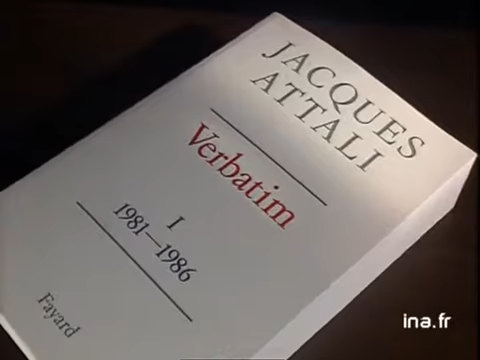 JACQUES
ATTALI
Verbatim
I
1981—1986
Fayard
ina.fr